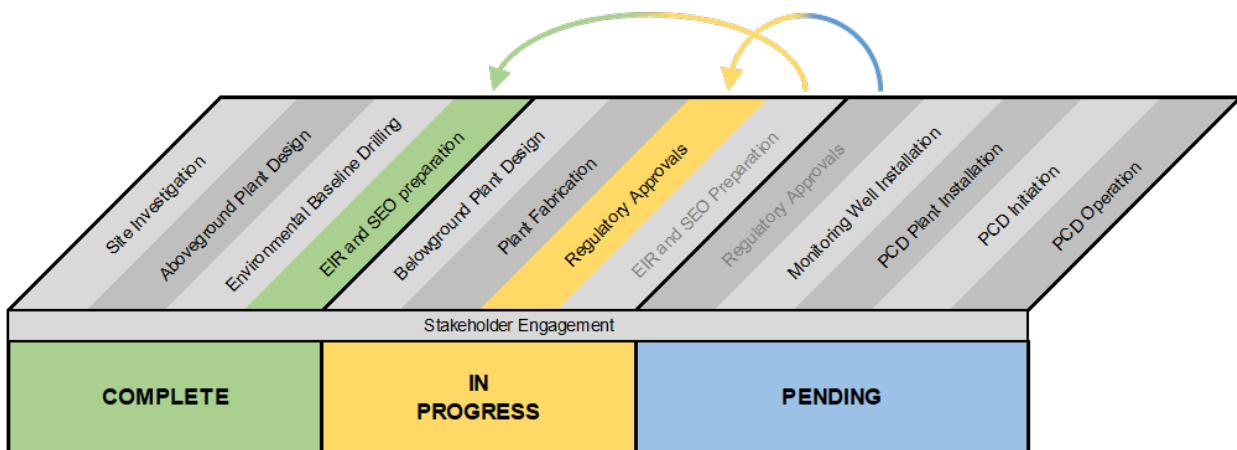 Site Investigation
Aboveground Plant Design
Environmental Baseline Drilling
EIR and SEO preparation
Belowground Plant Design
Plant Fabrication
Regulatory Approvals
EIR and SEO Preparation
Regulatory Approvals
Monitoring Well Installation
PCD Plant Installation
PCD Initiation
PCD Operation
Stakeholder Engagement
COMPLETE
IN
PROGRESS
PENDING